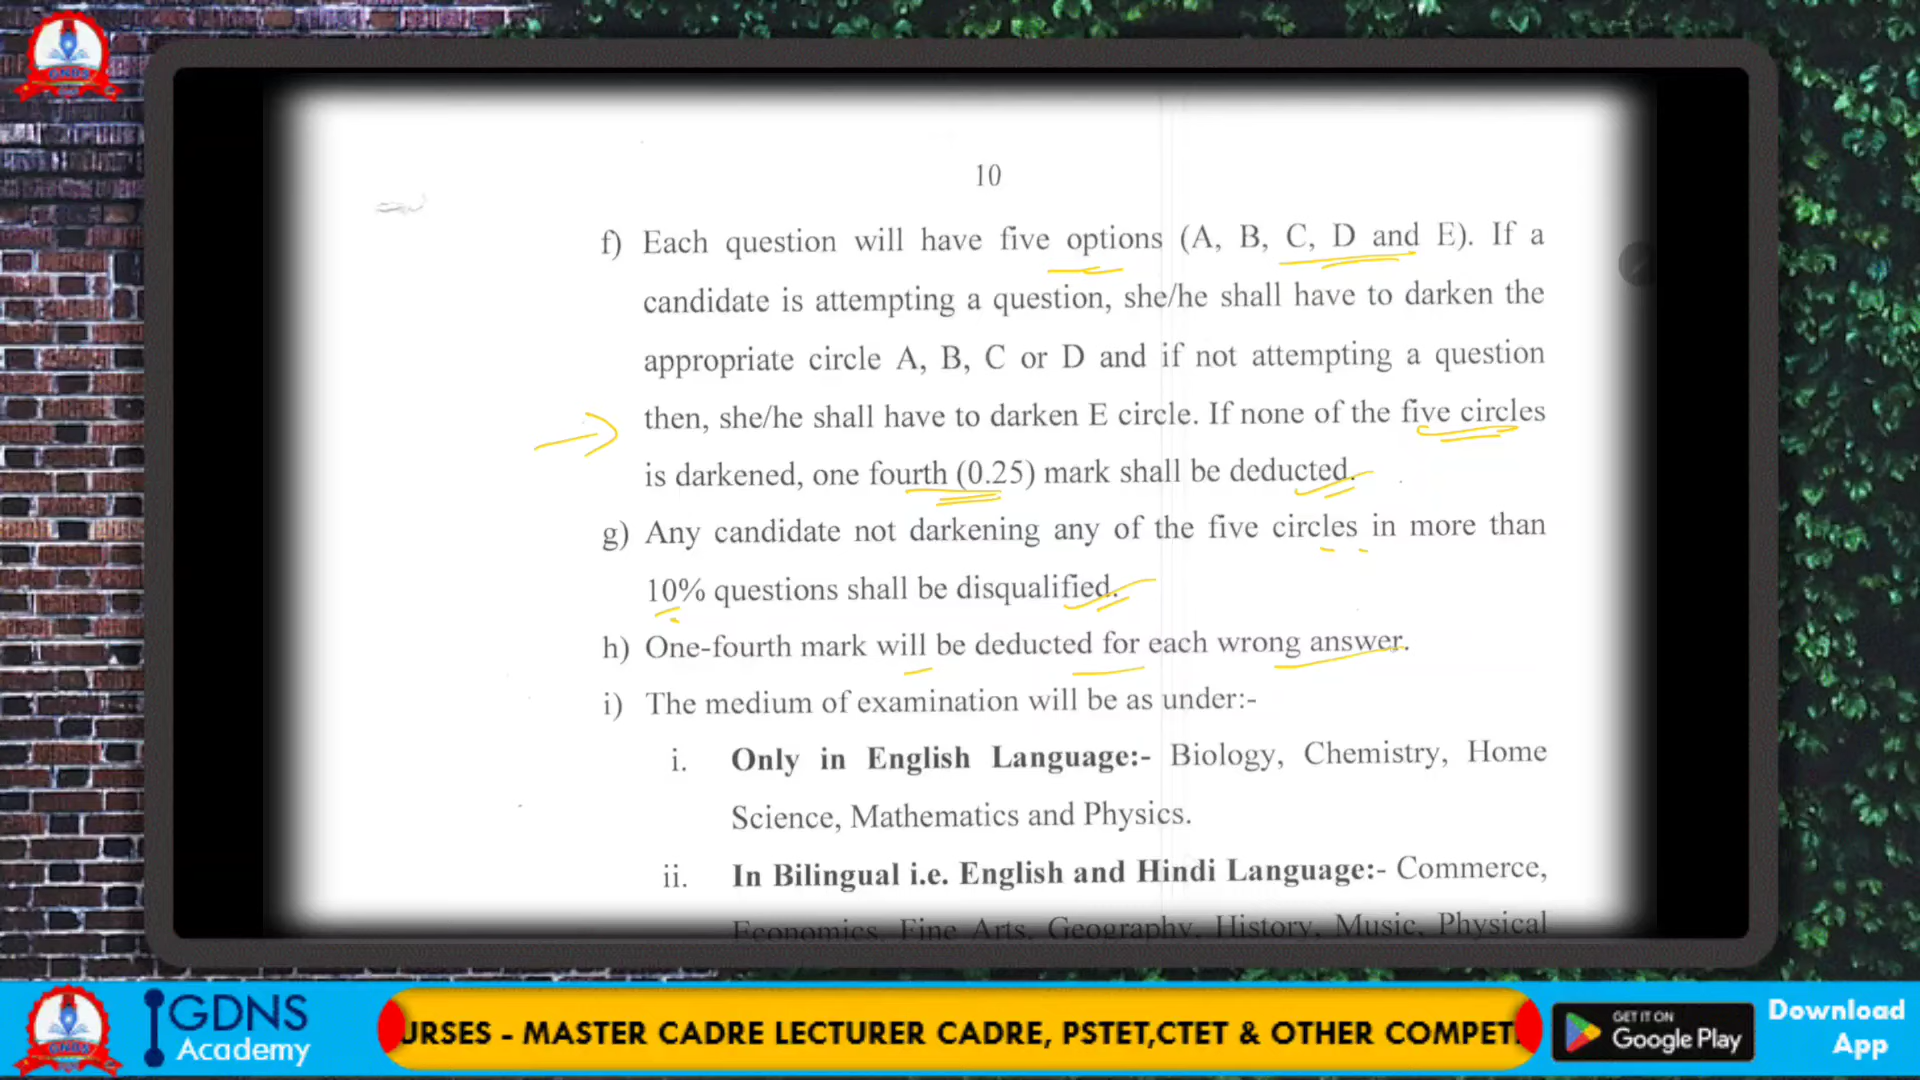 10
f) Each question will have five options (A, B, C, D and E). If a
candidate is attempting a question, she/he shall have to darken the
appropriate circle A, B, C or D and if not attempting a question
then, she/he shall have to darken E circle. If none of the five circles
is darkened, one fourth (0.25) mark shall be deducted.
g) Any candidate not darkening any of the five circles in more than
10% questions shall be disqualified.
h) One-fourth mark will be deducted for each wrong answer.
i) The medium of examination will be as under:-
i. Only in English Language:- Biology, Chemistry, Home
Science, Mathematics and Physics.
ii. In Bilingual i.e. English and Hindi Language:- Commerce,
Economics, Fine Arts, Geography, History, Music, Physical
GDNS
Academy
URSES - MASTER CADRE LECTURER CADRE, PSTET,CTET & OTHER COMPET
GET IT ON
Google Play
Download
App